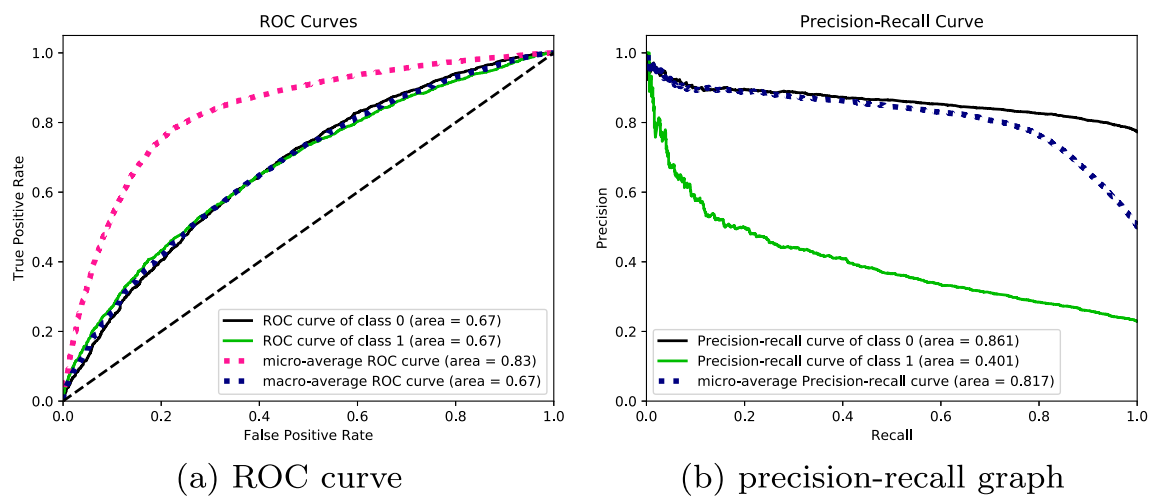 ROC Curves
1.0
0.8
0.6
0.4
0.2
0.0
True Positive Rate
0.0 0.2 0.4 0.6 0.8 1.0
False Positive Rate
ROC curve of class 0 (area = 0.67)
ROC curve of class 1 (area = 0.67)
micro-average ROC curve (area = 0.83)
macro-average ROC curve (area = 0.67)
(a) ROC curve
Precision-Recall Curve
1.0
0.8
0.6
0.4
0.2
0.0
Precision
0.0 0.2 0.4 0.6 0.8 1.0
Recall
Precision-recall curve of class 0 (area = 0.861)
Precision-recall curve of class 1 (area = 0.401)
micro-average Precision-recall curve (area = 0.817)
(b) precision-recall graph